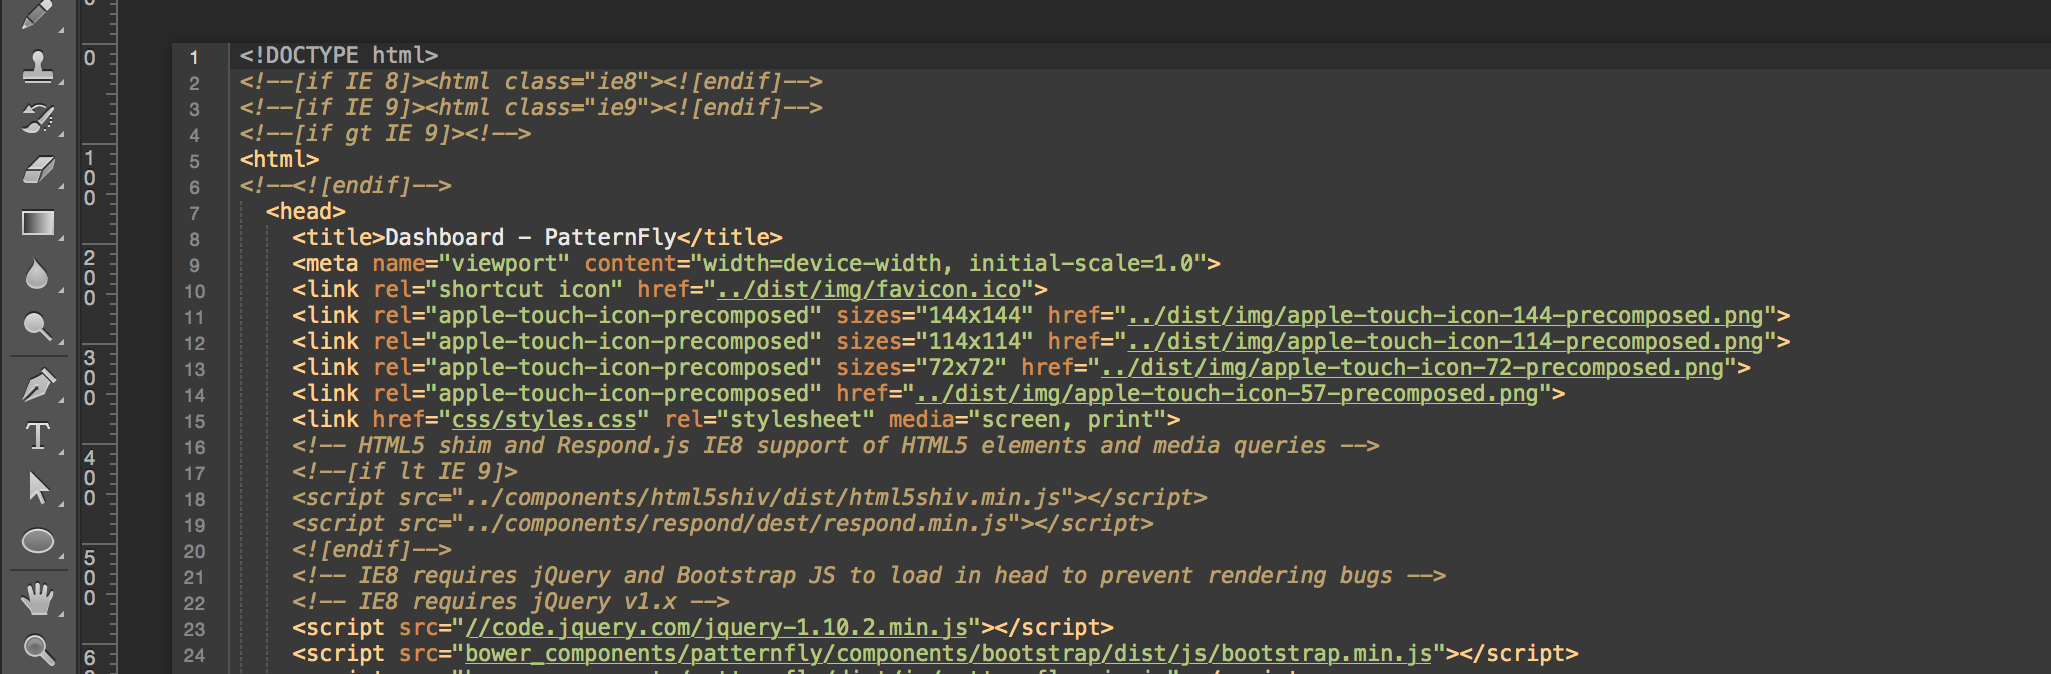 1 <!DOCTYPE html>
2 <!--[if IE 8]><html class="ie8"><![endif]-->
3 <!--[if IE 9]><html class="ie9"><![endif]-->
4 <!--[if gt IE 9]><!-->
5 <html>
6 <!--<![endif]-->
7 <head>
8 <title>Dashboard - PatternFly</title>
9 <meta name="viewport" content="width=device-width, initial-scale=1.0">
10 <link rel="shortcut icon" href="../dist/img/favicon.ico">
11 <link rel="apple-touch-icon-precomposed" sizes="144x144" href="../dist/img/apple-touch-icon-144-precomposed.png">
12 <link rel="apple-touch-icon-precomposed" sizes="114x114" href="../dist/img/apple-touch-icon-114-precomposed.png">
13 <link rel="apple-touch-icon-precomposed" sizes="72x72" href="../dist/img/apple-touch-icon-72-precomposed.png">
14 <link rel="apple-touch-icon-precomposed" href="../dist/img/apple-touch-icon-57-precomposed.png">
15 <link href="css/styles.css" rel="stylesheet" media="screen, print">
16 <!-- HTML5 shim and Respond.js IE8 support of HTML5 elements and media queries -->
17 <!--[if lt IE 9]>
18 <script src="../components/html5shiv/dist/html5shiv.min.js"></script>
19 <script src="../components/respond/dest/respond.min.js"></script>
20 <![endif]-->
21 <!-- IE8 requires jQuery and Bootstrap JS to load in head to prevent rendering bugs -->
22 <!-- IE8 requires jQuery v1.x -->
23 <script src="//code.jquery.com/jquery-1.10.2.min.js"></script>
24 <script src="bower_components/patternfly/components/bootstrap/dist/js/bootstrap.min.js"></script>
0
100
200
300
400
500
6